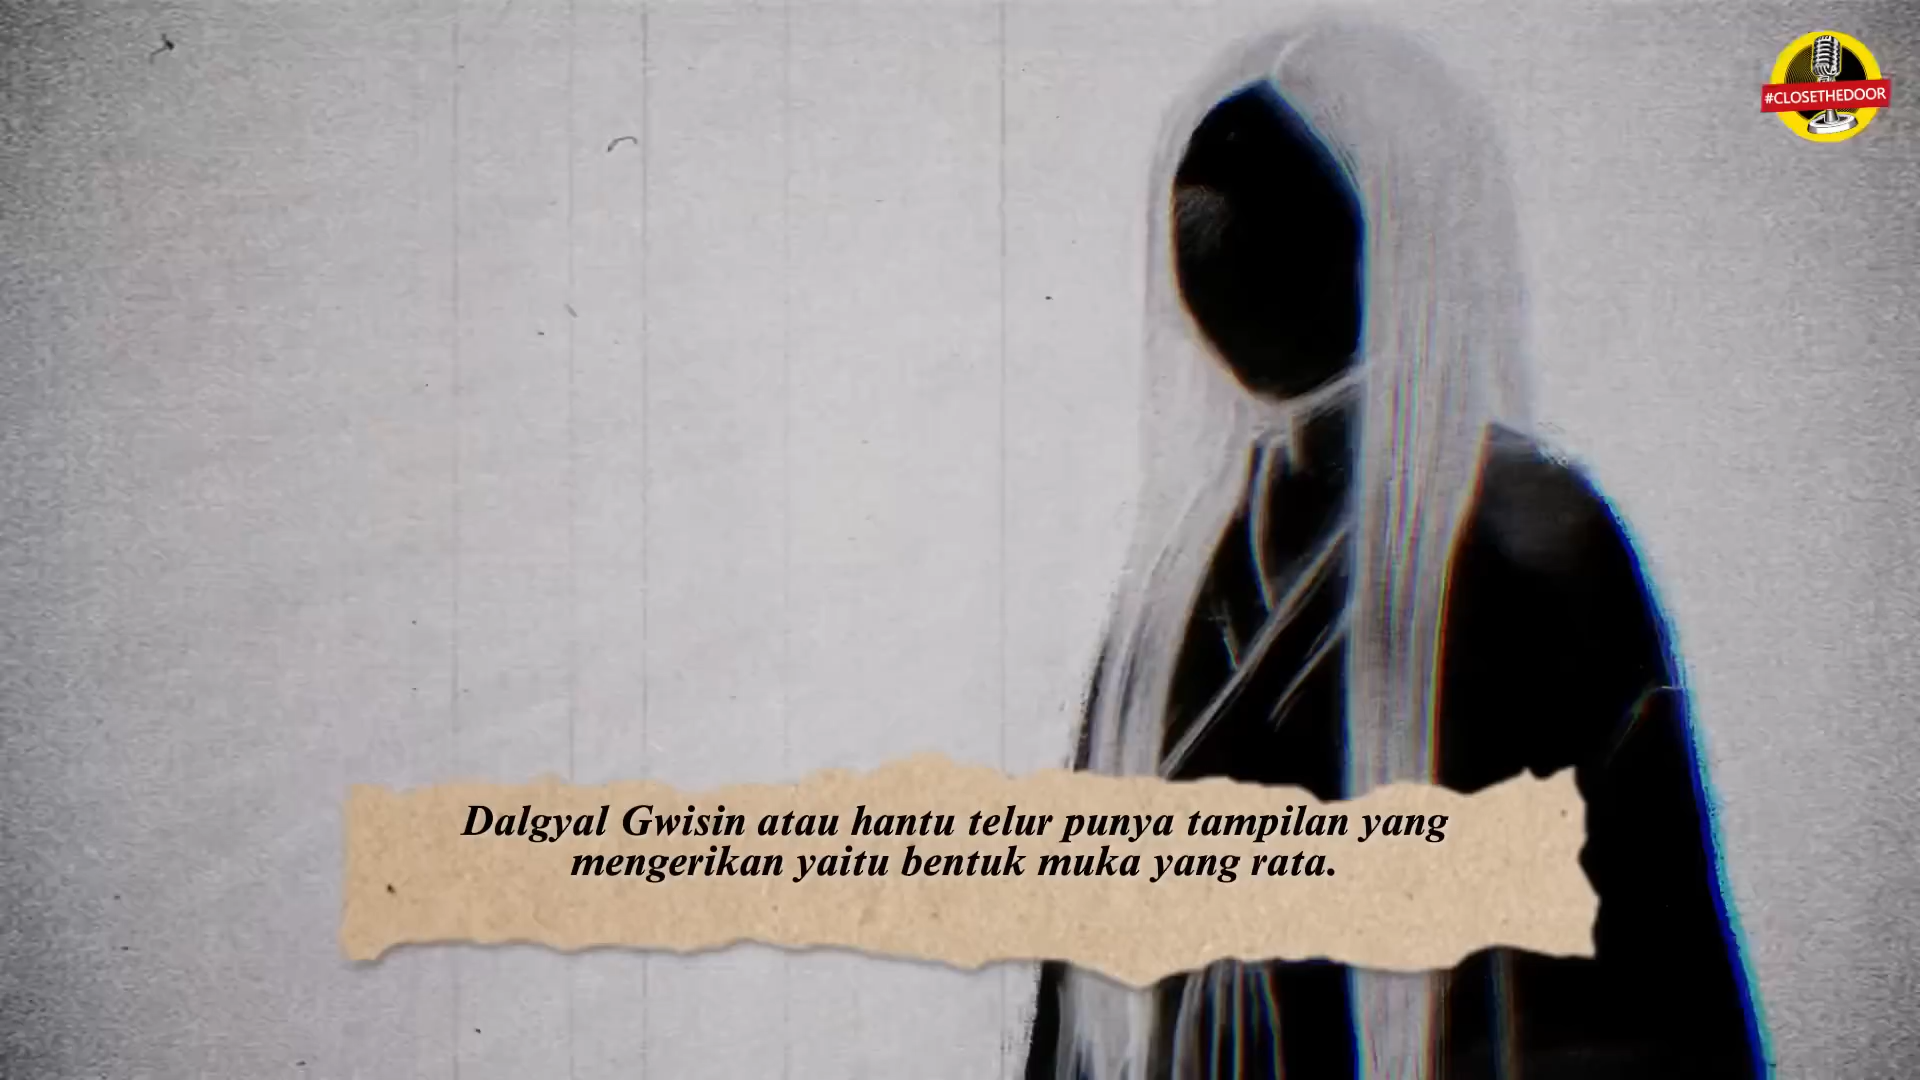 #CLOSETHEDOOR
Dalgyal Gwisin atau hantu telur punya tampilan yang
mengerikan yaitu bentuk muka yang rata.